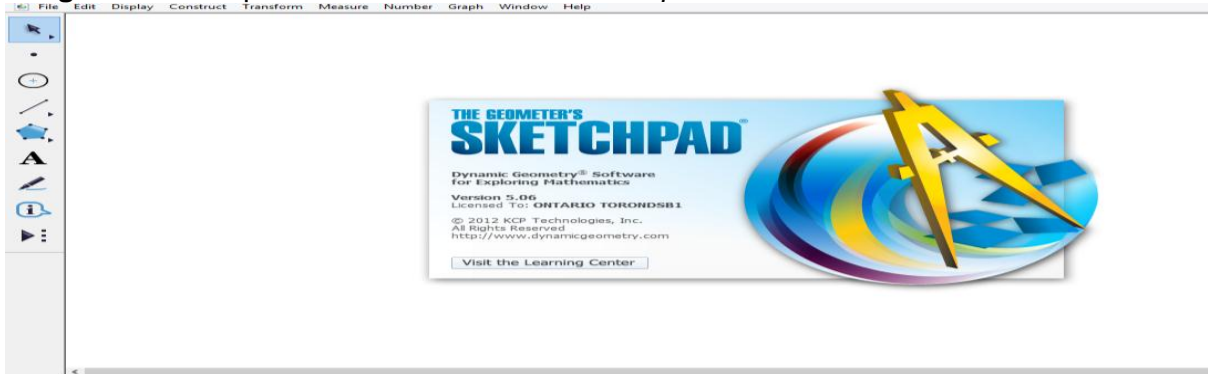 File Edit Display Construct Transform Measure Number Graph Window Help
THE GEOMETER'S
SKETCHPAD®
Dynamic Geometry® Software
for Exploring Mathematics
Version 5.06
Licensed To: ONTARIO TORONDSB1
© 2012 KCP Technologies, Inc.
All Rights Reserved
http://www.dynamicgeometry.com
Visit the Learning Center
A